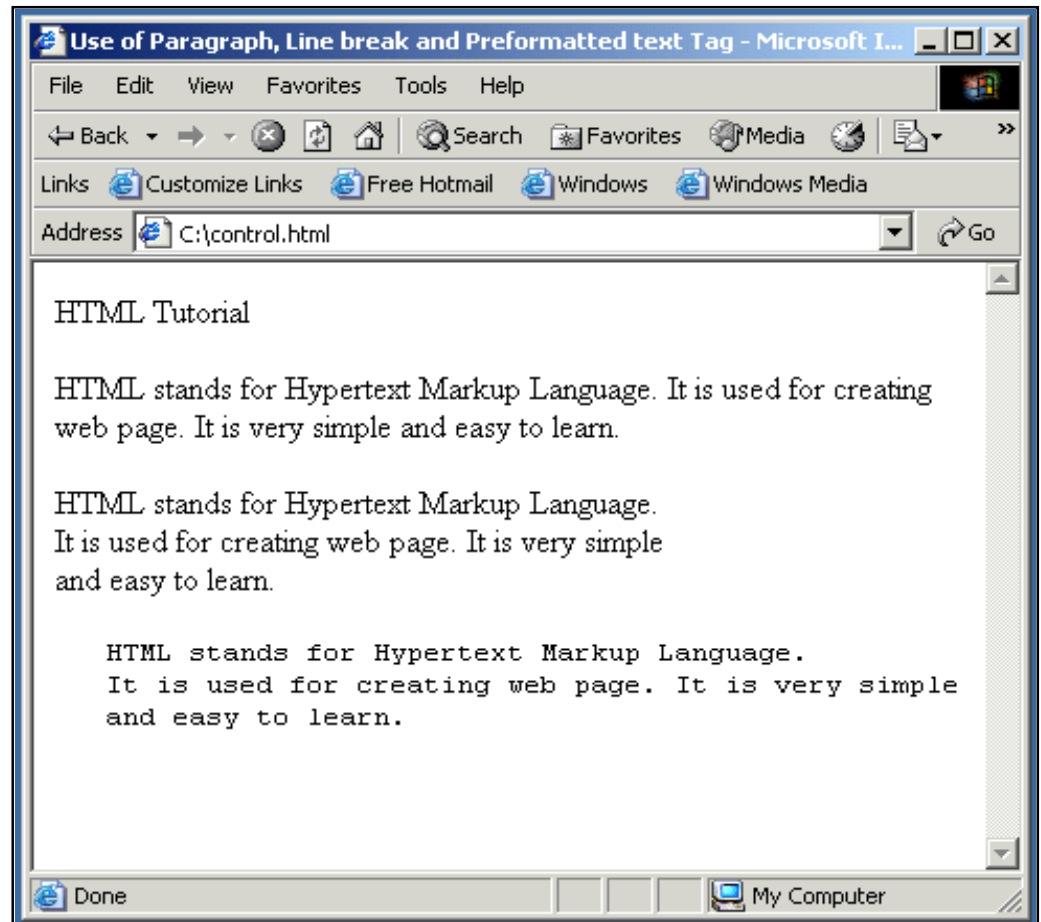 Use of Paragraph, Line break and Preformatted text Tag - Microsoft I...
File Edit View Favorites Tools Help
Back Search Favorites Media »
Links Customize Links Free Hotmail Windows Windows Media
Address C:\control.html Go
HTML Tutorial
HTML stands for Hypertext Markup Language. It is used for creating
web page. It is very simple and easy to learn.
HTML stands for Hypertext Markup Language.
It is used for creating web page. It is very simple
and easy to learn.
HTML stands for Hypertext Markup Language.
It is used for creating web page. It is very simple
and easy to learn.
Done My Computer